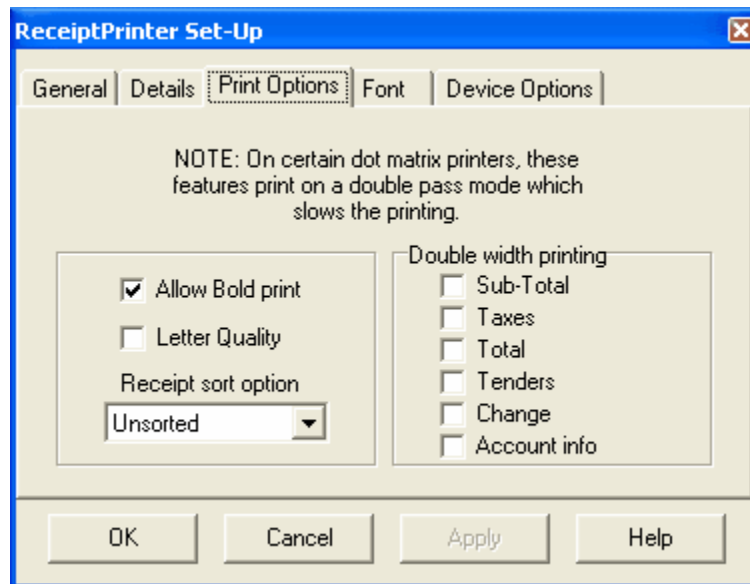 ReceiptPrinter Set-Up
General Details Print Options Font Device Options
NOTE: On certain dot matrix printers, these
features print on a double pass mode which
slows the printing.
Allow Bold print
Letter Quality
Receipt sort option
Unsorted
Double width printing
Sub-Total
Taxes
Total
Tenders
Change
Account info
OK Cancel Apply Help